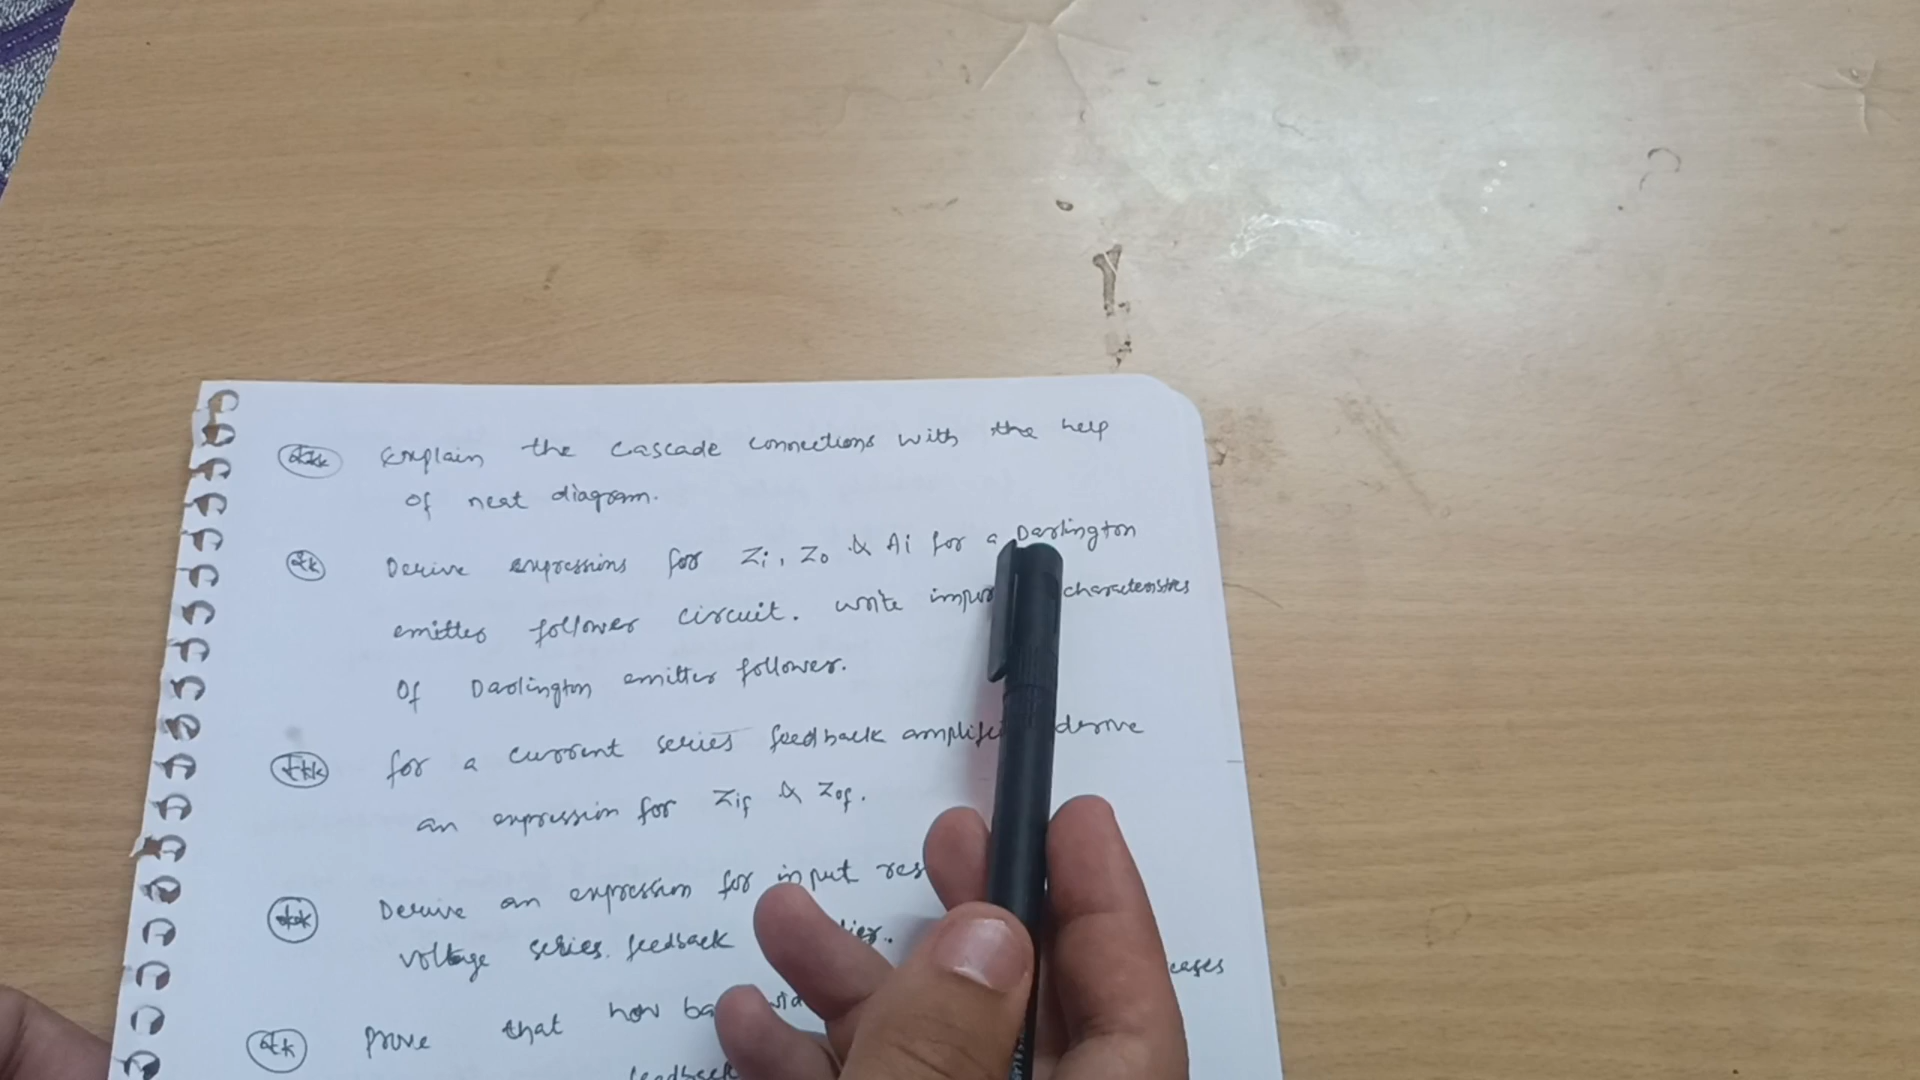 Explain the cascade connections with the help
of neat diagram.
Derive expressions for Zi, Zo & Ai for a Darlington
emitter follower circuit. Write characteristics
Of Darlington emitter follower.
for a current series feedback derive
an expression for Zif & Zof.
Derive an expression for input
voltage series feedback
Prove that how
feedback